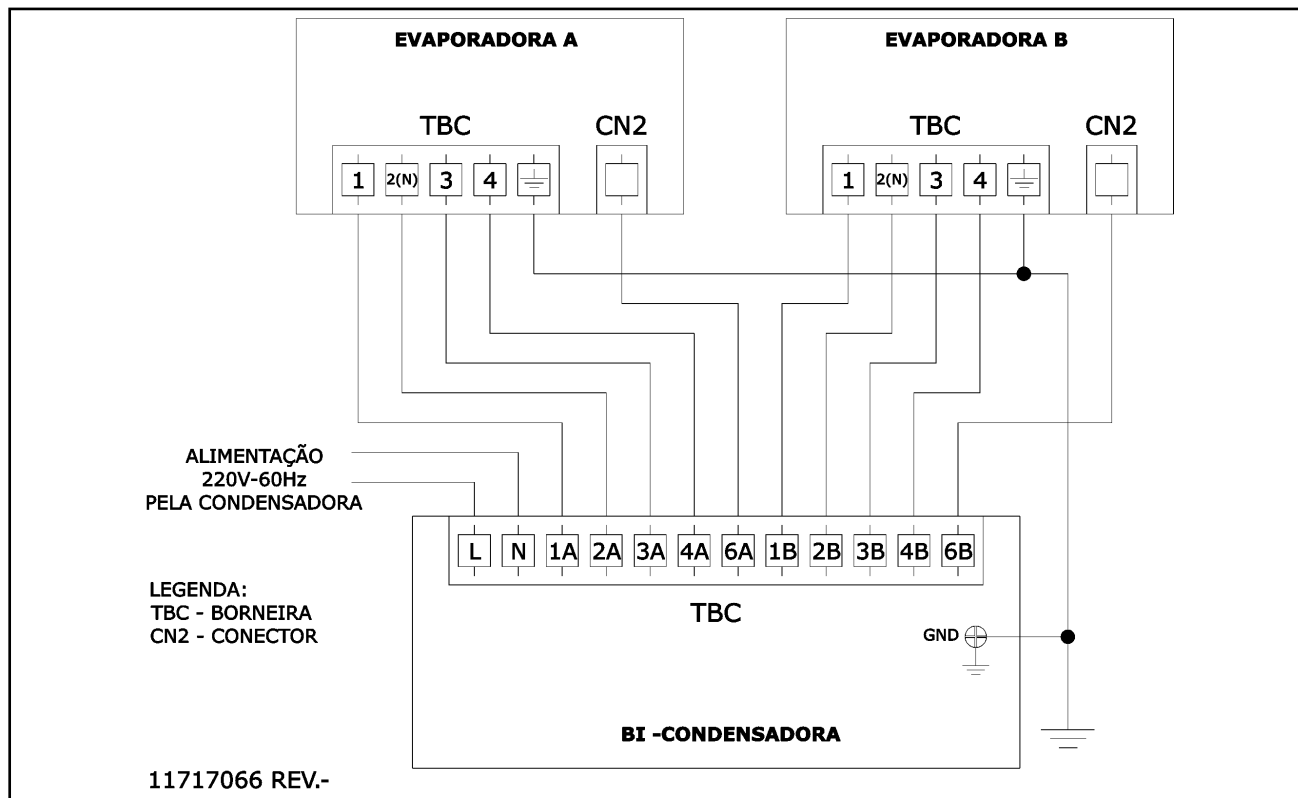 EVAPORADORA A
EVAPORADORA B
TBC
CN2
TBC
CN2
1 2(N) 3 4
1 2(N) 3 4
ALIMENTAÇÃO
220V-60Hz
PELA CONDENSADORA
L N 1A 2A 3A 4A 6A 1B 2B 3B 4B 6B
TBC
LEGENDA:
TBC - BORNEIRA
CN2 - CONECTOR
GND
BI -CONDENSADORA
11717066 REV.-